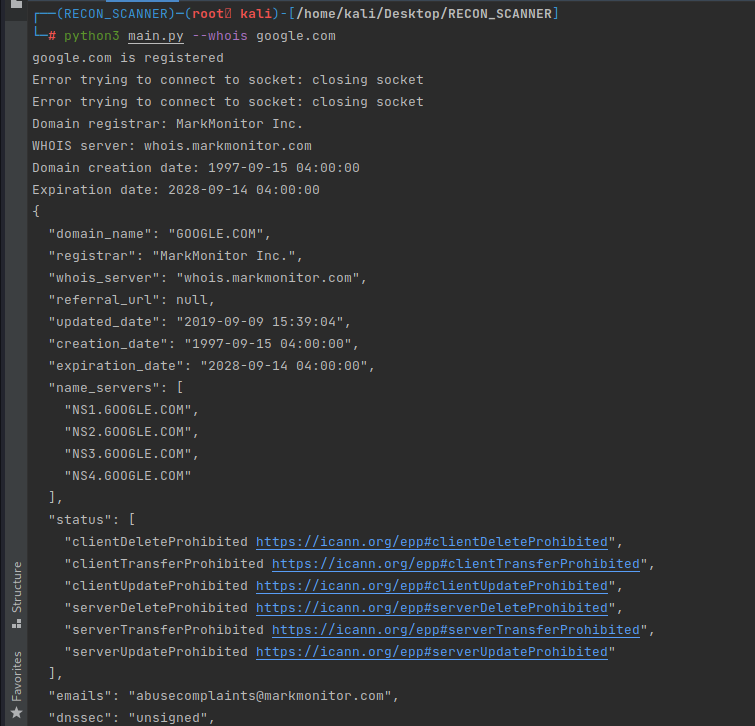 ┌──(RECON_SCANNER)─(root kali)-[/home/kali/Desktop/RECON_SCANNER]
└─# python3 main.py --whois google.com
google.com is registered
Error trying to connect to socket: closing socket
Error trying to connect to socket: closing socket
Domain registrar: MarkMonitor Inc.
WHOIS server: whois.markmonitor.com
Domain creation date: 1997-09-15 04:00:00
Expiration date: 2028-09-14 04:00:00
{
  "domain_name": "GOOGLE.COM",
  "registrar": "MarkMonitor Inc.",
  "whois_server": "whois.markmonitor.com",
  "referral_url": null,
  "updated_date": "2019-09-09 15:39:04",
  "creation_date": "1997-09-15 04:00:00",
  "expiration_date": "2028-09-14 04:00:00",
  "name_servers": [
    "NS1.GOOGLE.COM",
    "NS2.GOOGLE.COM",
    "NS3.GOOGLE.COM",
    "NS4.GOOGLE.COM"
  ],
  "status": [
    "clientDeleteProhibited https://icann.org/epp#clientDeleteProhibited",
    "clientTransferProhibited https://icann.org/epp#clientTransferProhibited",
    "clientUpdateProhibited https://icann.org/epp#clientUpdateProhibited",
    "serverDeleteProhibited https://icann.org/epp#serverDeleteProhibited",
    "serverTransferProhibited https://icann.org/epp#serverTransferProhibited",
    "serverUpdateProhibited https://icann.org/epp#serverUpdateProhibited"
  ],
  "emails": "abusecomplaints@markmonitor.com",
  "dnssec": "unsigned",
Structure
Favorites